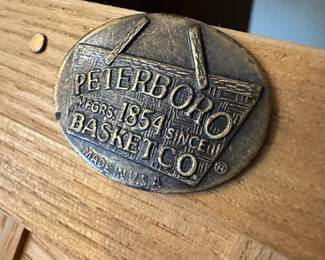 PETERBORO
MFGRS. 1854 SINCE
BASKET CO.
MADE IN U.S.A.
®